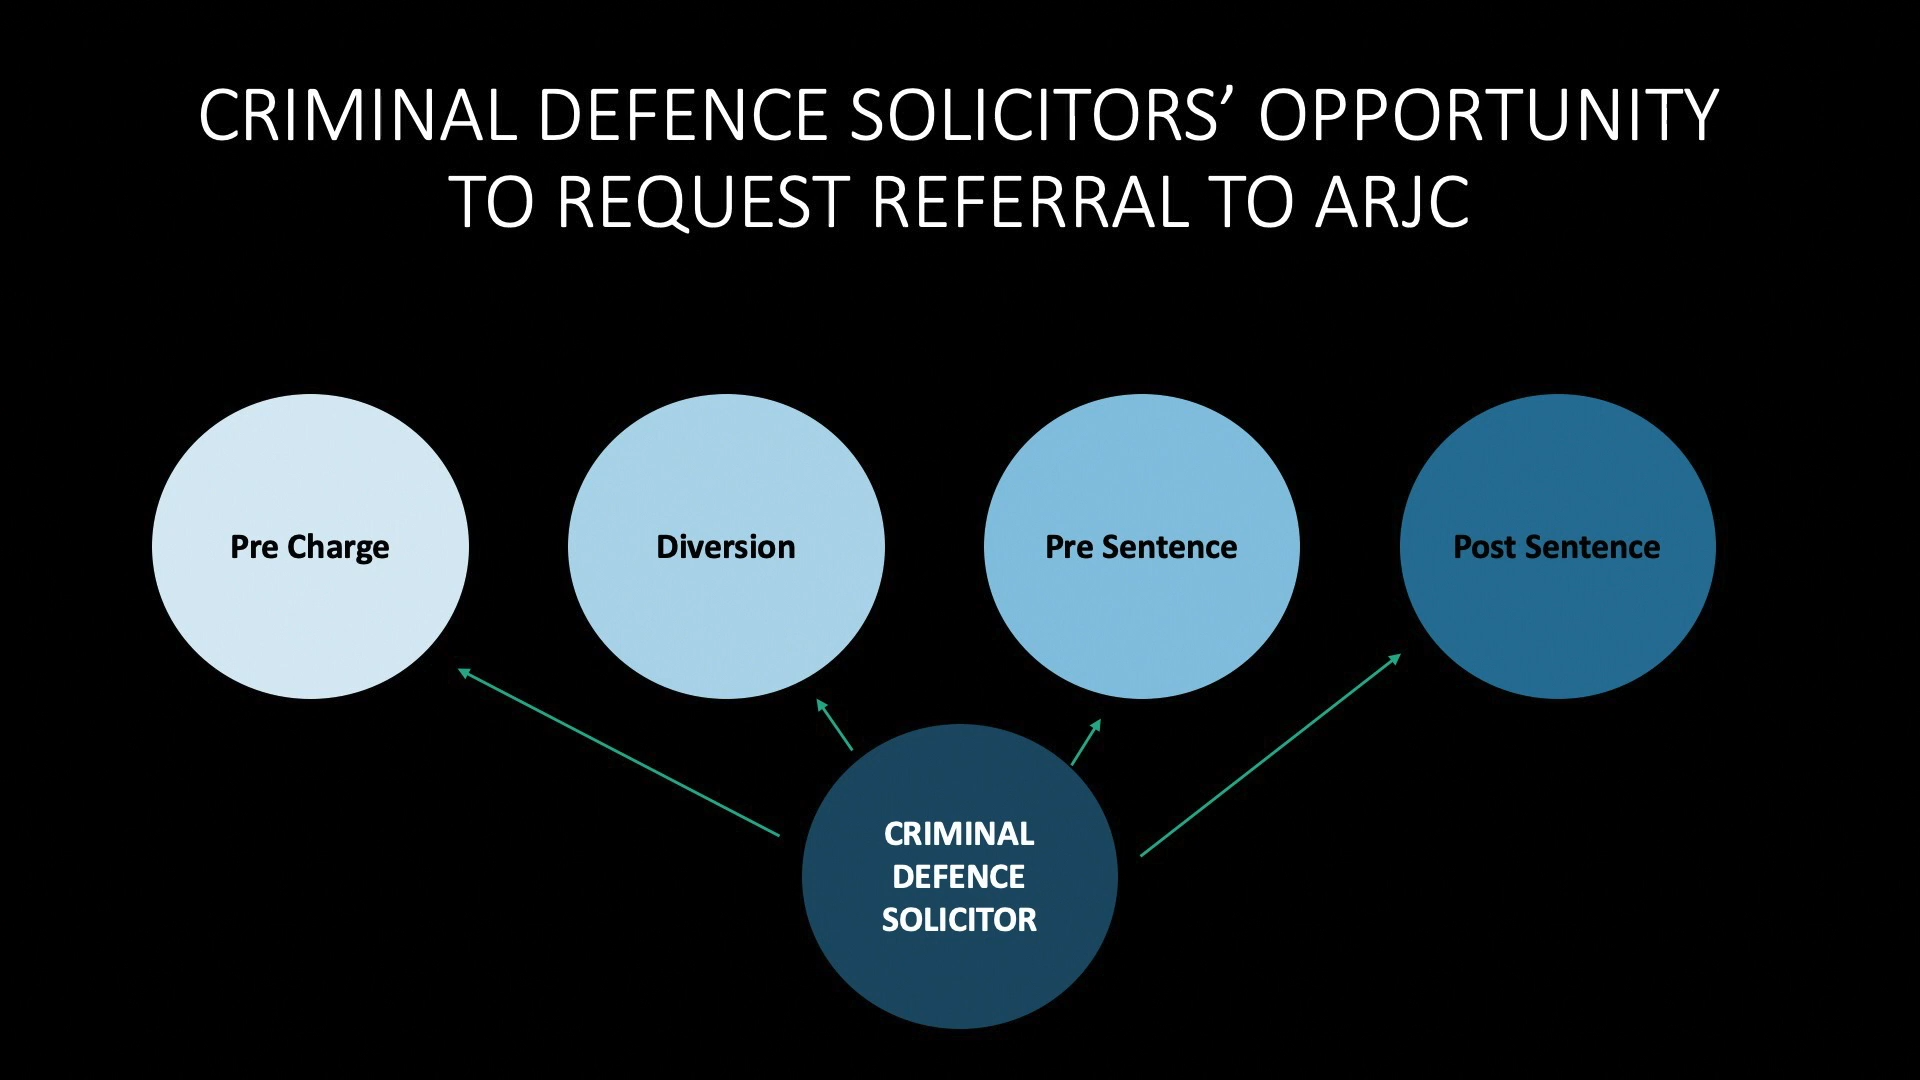 CRIMINAL DEFENCE SOLICITORS’ OPPORTUNITY
TO REQUEST REFERRAL TO ARJC
Pre Charge
Diversion
Pre Sentence
Post Sentence
CRIMINAL
DEFENCE
SOLICITOR